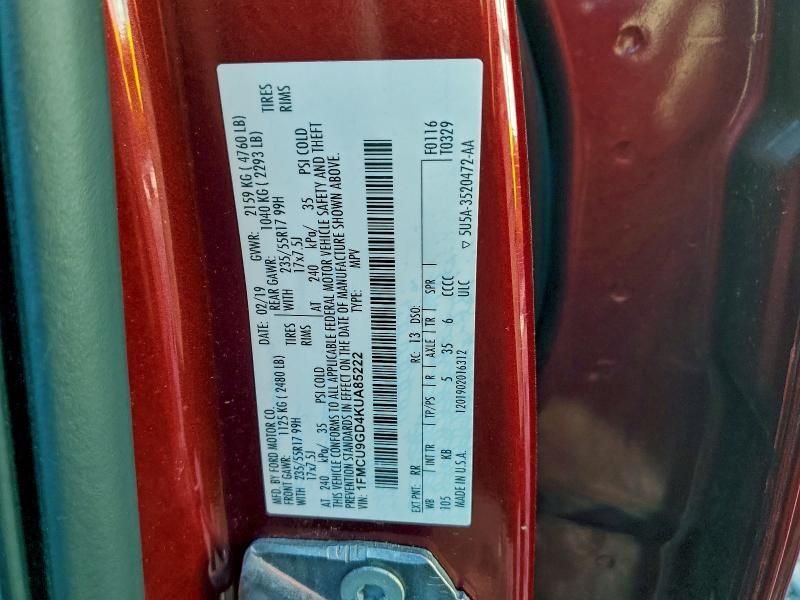 MFD. BY FORD MOTOR CO. DATE: 02/19 GVWR: 2159 KG ( 4760 LB)
FRONT GAWR: 1125 KG ( 2480 LB) REAR GAWR: 1040 KG ( 2293 LB)
WITH 235/55R17 99H TIRES WITH 235/55R17 99H TIRES
17x7.5J RIMS 17x7.5J RIMS
AT 240 kPa/ 35 PSI COLD AT 240 kPa/ 35 PSI COLD
THIS VEHICLE CONFORMS TO ALL APPLICABLE FEDERAL MOTOR VEHICLE SAFETY AND THEFT
PREVENTION STANDARDS IN EFFECT ON THE DATE OF MANUFACTURE SHOWN ABOVE.
VIN: 1FMCU9GD4KUA85222 TYPE: MPV
F0116
EXT PNT: RR RC: 13 DSO: T0329
WB INT TR TP/PS R AXLE TR SPR
105 KB 5 35 6 CCCC
ULC
MADE IN U.S.A. 1201902016312 5U5A-3520472-AA